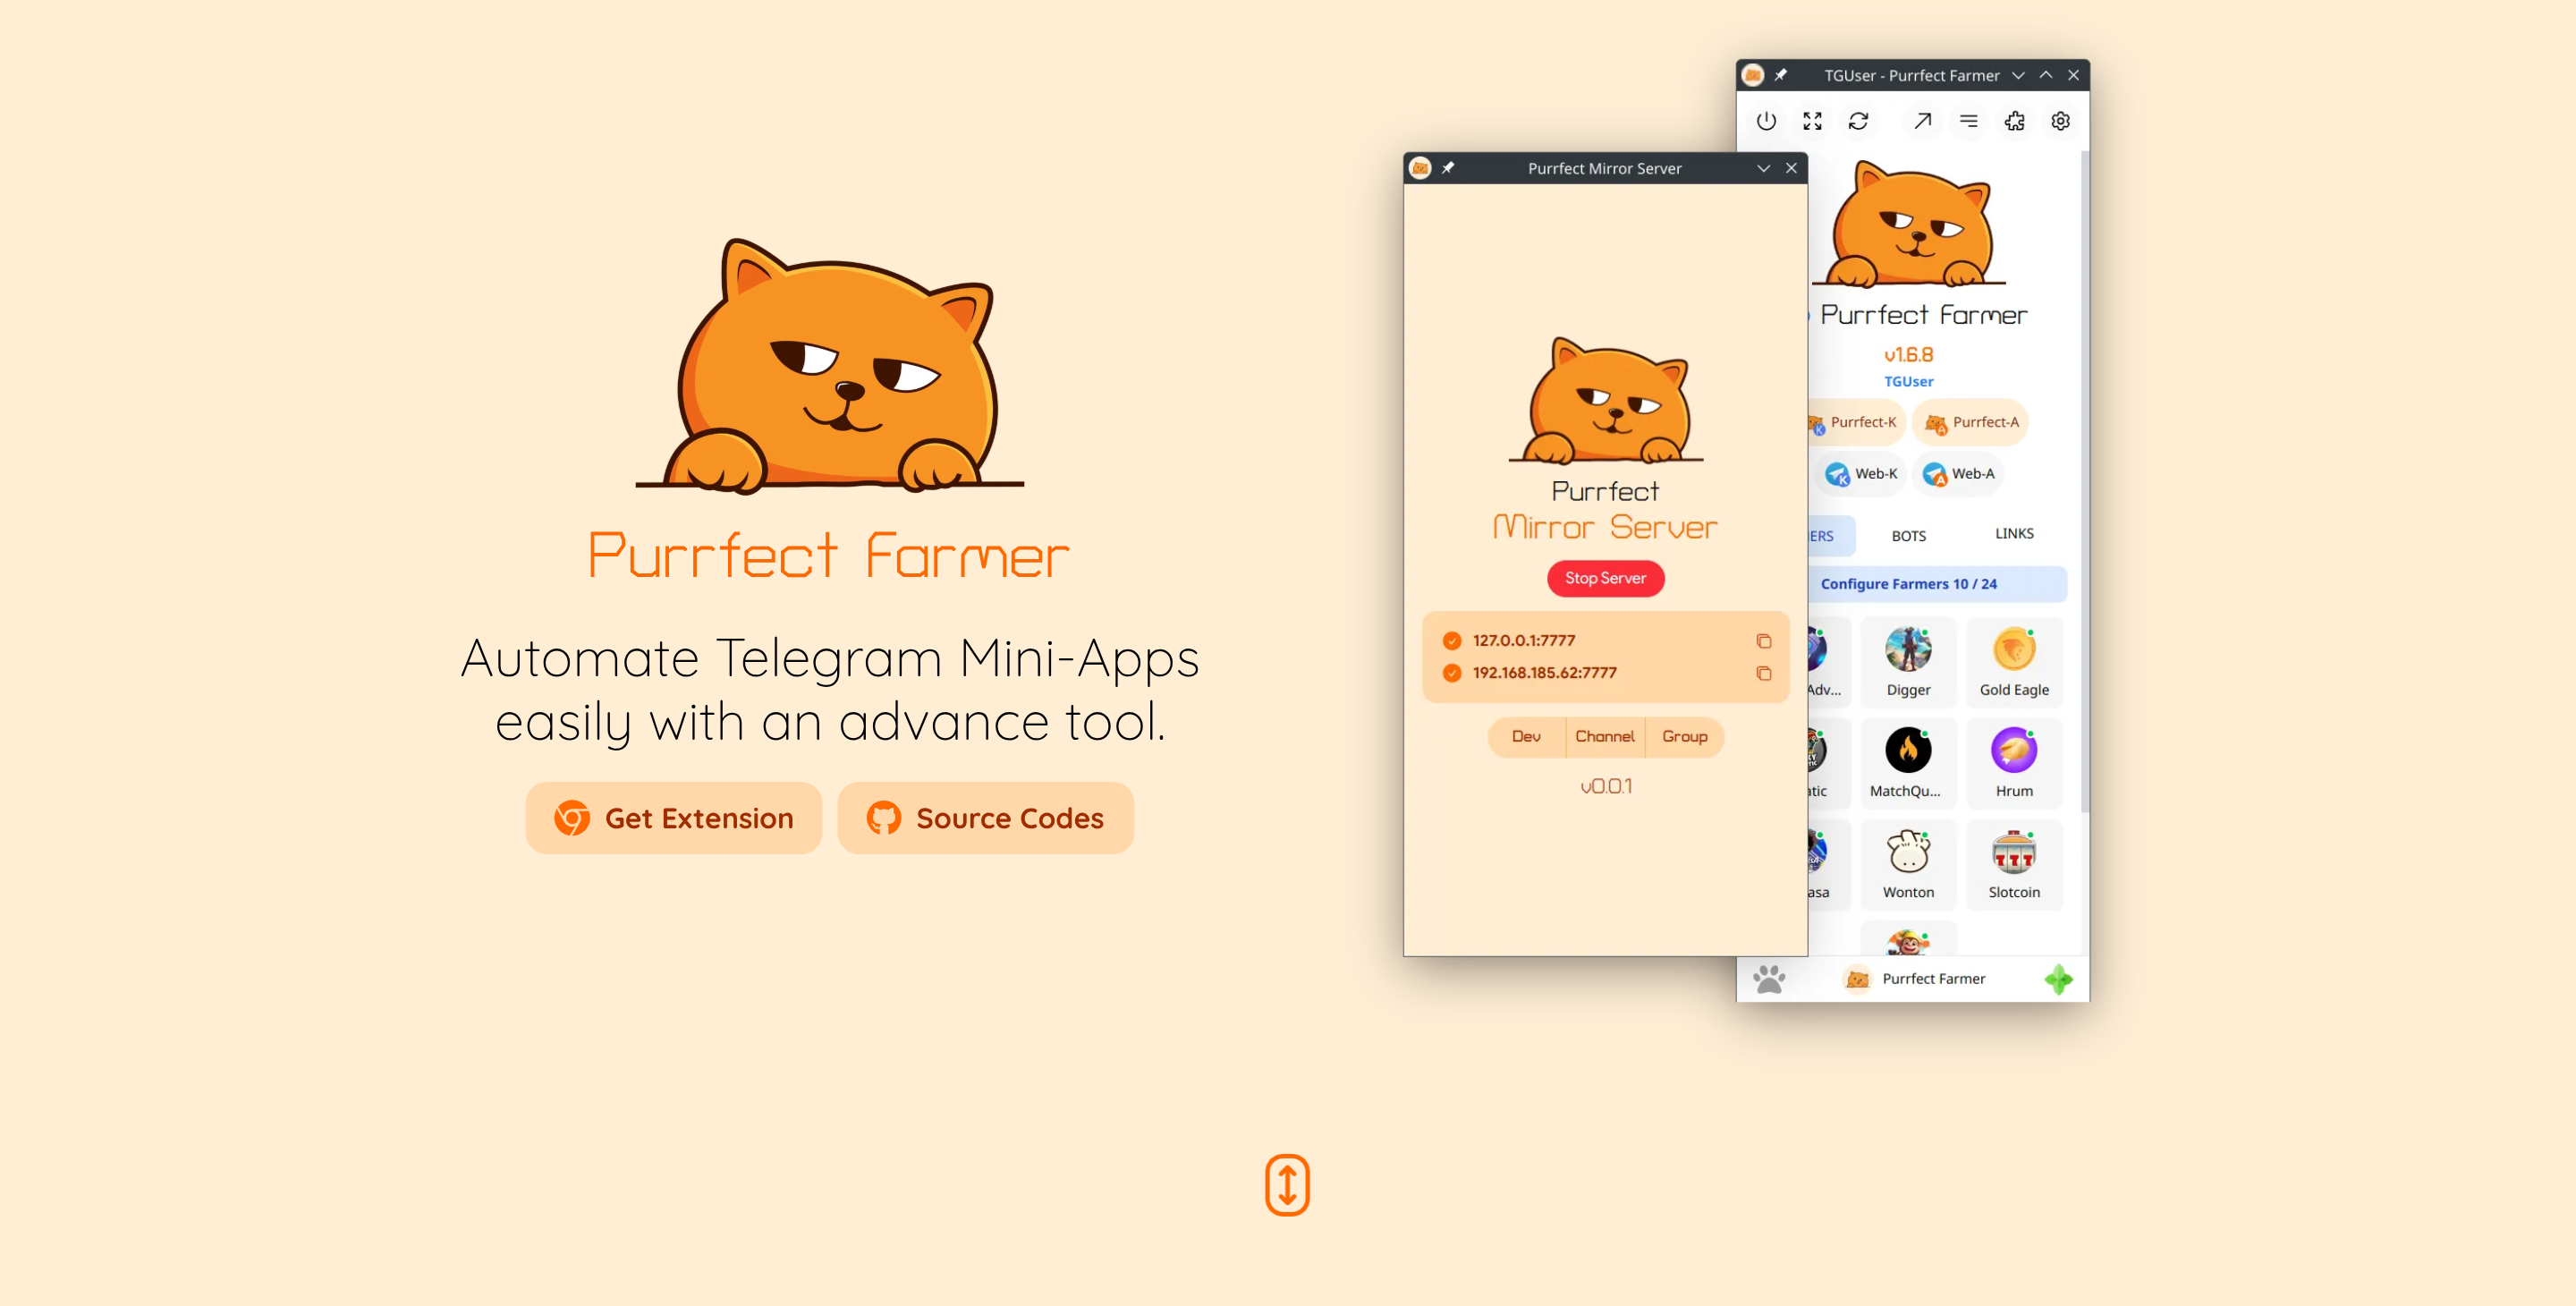 Purrfect Farmer
Automate Telegram Mini-Apps
easily with an advance tool.
Get Extension
Source Codes
Purrfect Mirror Server
Purrfect
Mirror Server
Stop Server
127.0.0.1:7777
192.168.185.62:7777
Dev Channel Group
v0.0.1
TGUser - Purrfect Farmer
Purrfect Farmer
v1.6.8
TGUser
Purrfect-K Purrfect-A
Web-K Web-A
ERS BOTS LINKS
Configure Farmers 10 / 24
Adv... Digger Gold Eagle
atic MatchQu... Hrum
asa Wonton Slotcoin
Purrfect Farmer